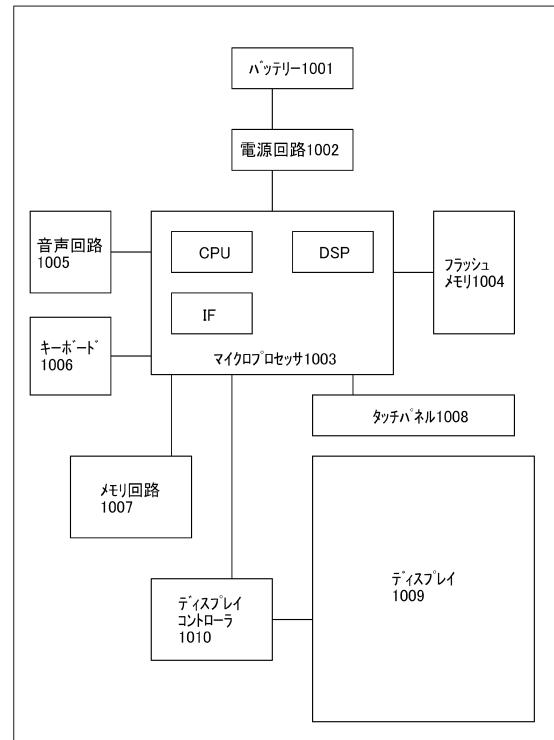 バッテリー1001
電源回路1002
音声回路
1005
CPU
DSP
フラッシュ
メモリ1004
IF
キーボード
1006
マイクロプロセッサ1003
タッチパネル1008
メモリ回路
1007
ディスプレイ
1009
ディスプレイ
コントローラ
1010